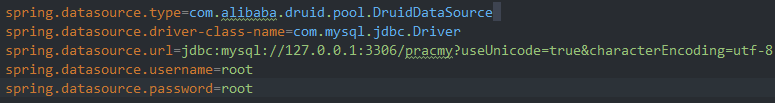 spring.datasource.type=com.alibaba.druid.pool.DruidDataSource
spring.datasource.driver-class-name=com.mysql.jdbc.Driver
spring.datasource.url=jdbc:mysql://127.0.0.1:3306/pracmy?useUnicode=true&characterEncoding=utf-8
spring.datasource.username=root
spring.datasource.password=root